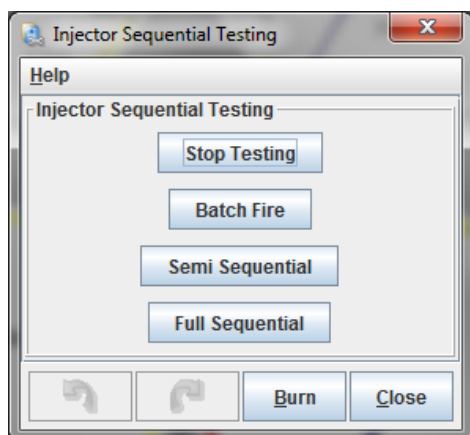 Injector Sequential Testing
Help
Injector Sequential Testing
Stop Testing
Batch Fire
Semi Sequential
Full Sequential
Burn Close